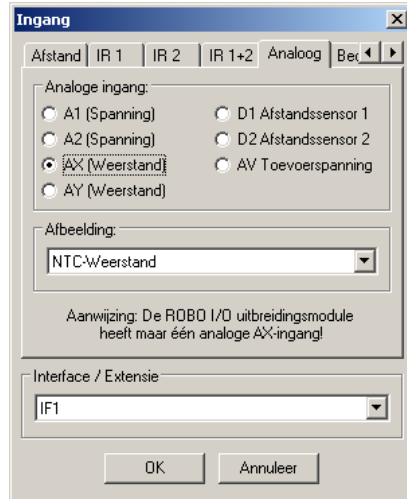 Ingang
Afstand IR 1 IR 2 IR 1+2 Analoog
Analoge ingang:
A1 (Spanning) D1 Afstandssensor 1
A2 (Spanning) D2 Afstandssensor 2
AX (Weerstand) AV Toevoerspanning
AY (Weerstand)
Afbeelding:
NTC-Weerstand
Aanwijzing: De ROBO I/O uitbreidingsmodule
heeft maar één analoge AX-ingang!
Interface / Extensie
IF1
OK Annuleer